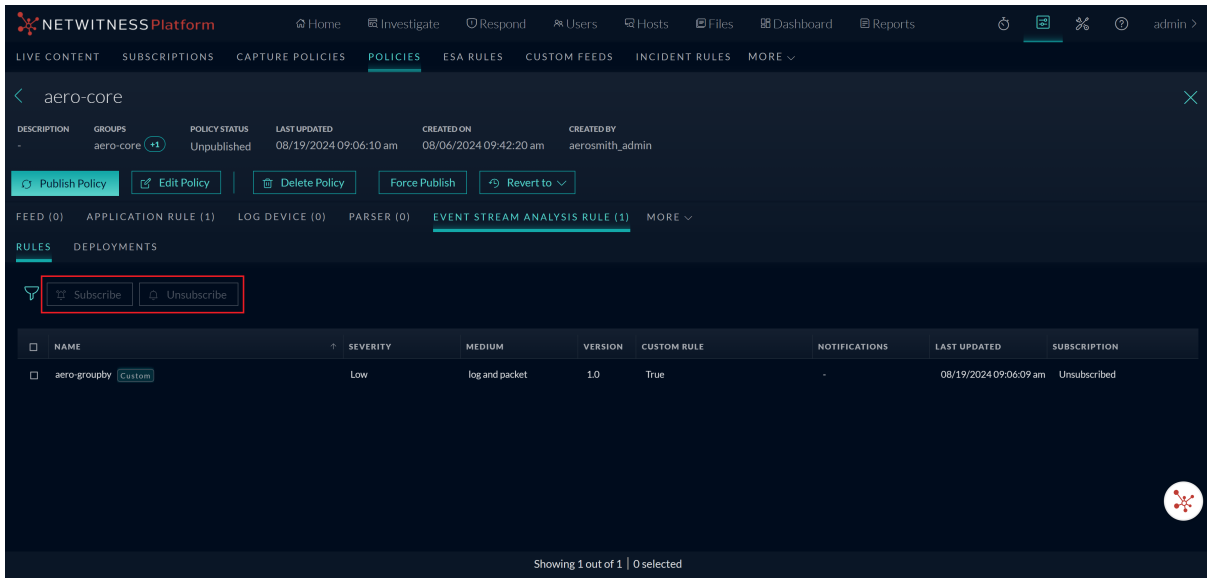 NETWITNESS Platform Home Investigate Respond Users Hosts Files Dashboard Reports admin >
LIVE CONTENT SUBSCRIPTIONS CAPTURE POLICIES POLICIES ESA RULES CUSTOM FEEDS INCIDENT RULES MORE
aero-core
DESCRIPTION GROUPS POLICY STATUS LAST UPDATED CREATED ON CREATED BY
- aero-core +1 Unpublished 08/19/2024 09:06:10 am 08/06/2024 09:42:20 am aerosmith_admin
Publish Policy Edit Policy Delete Policy Force Publish Revert to
FEED (0) APPLICATION RULE (1) LOG DEVICE (0) PARSER (0) EVENT STREAM ANALYSIS RULE (1) MORE
RULES DEPLOYMENTS
Subscribe Unsubscribe
NAME SEVERITY MEDIUM VERSION CUSTOM RULE NOTIFICATIONS LAST UPDATED SUBSCRIPTION
aero-groupby Custom Low log and packet 1.0 True - 08/19/2024 09:06:09 am Unsubscribed
Showing 1 out of 1 | 0 selected